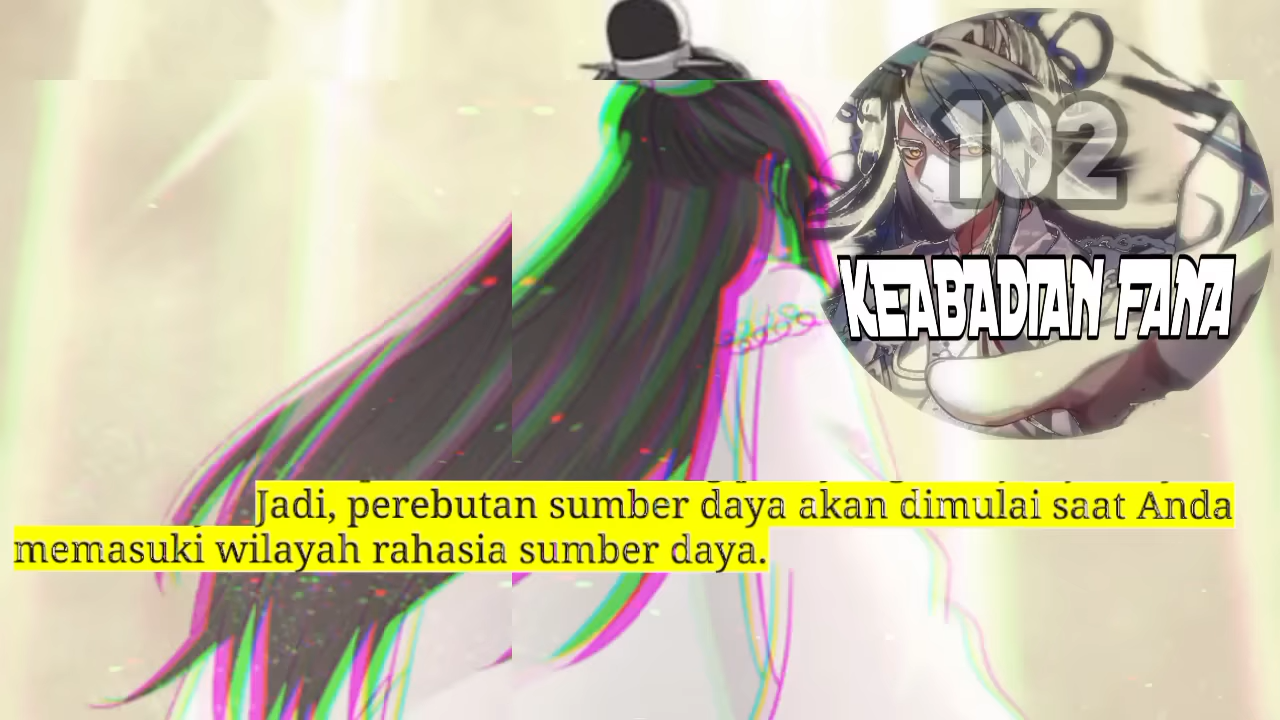 102
KEABADIAN FANA
Jadi, perebutan sumber daya akan dimulai saat Anda
memasuki wilayah rahasia sumber daya.